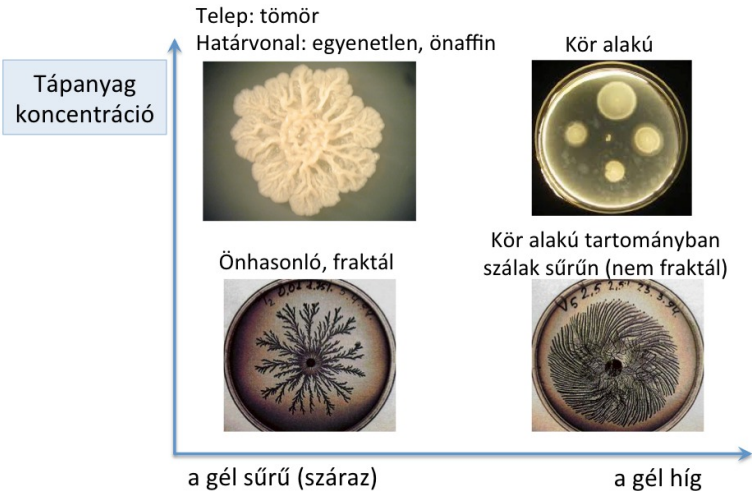 Telep: tömör
Határvonal: egyenetlen, önaffin
Kör alakú
Tápanyag
koncentráció
Önhasonló, fraktál
Kör alakú tartományban
szálak sűrűn (nem fraktál)
a gél sűrű (száraz)
a gél híg